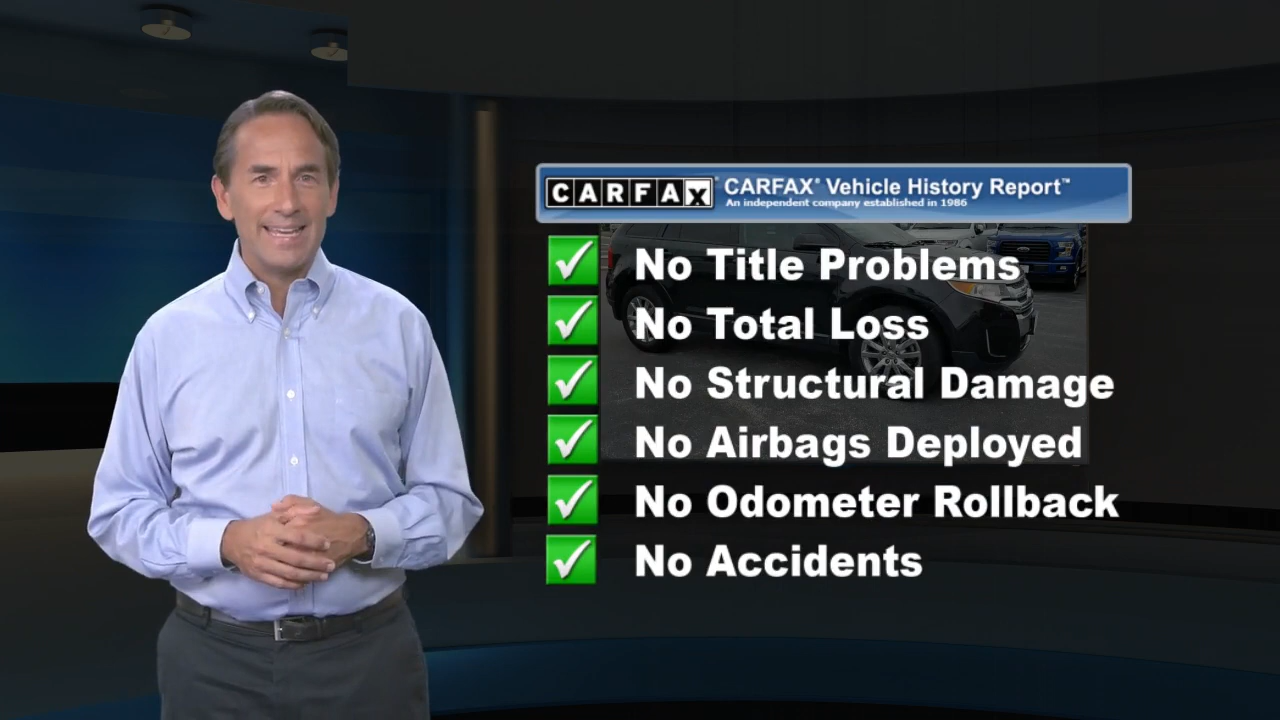 CARFAX® CARFAX® Vehicle History Report™
An independent company established in 1986
No Title Problems
No Total Loss
No Structural Damage
No Airbags Deployed
No Odometer Rollback
No Accidents